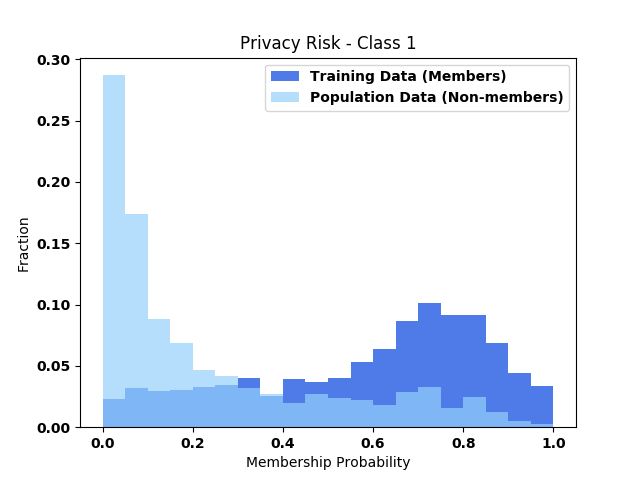 Privacy Risk - Class 1
Training Data (Members)
Population Data (Non-members)
Fraction
0.30
0.25
0.20
0.15
0.10
0.05
0.00
0.0 0.2 0.4 0.6 0.8 1.0
Membership Probability